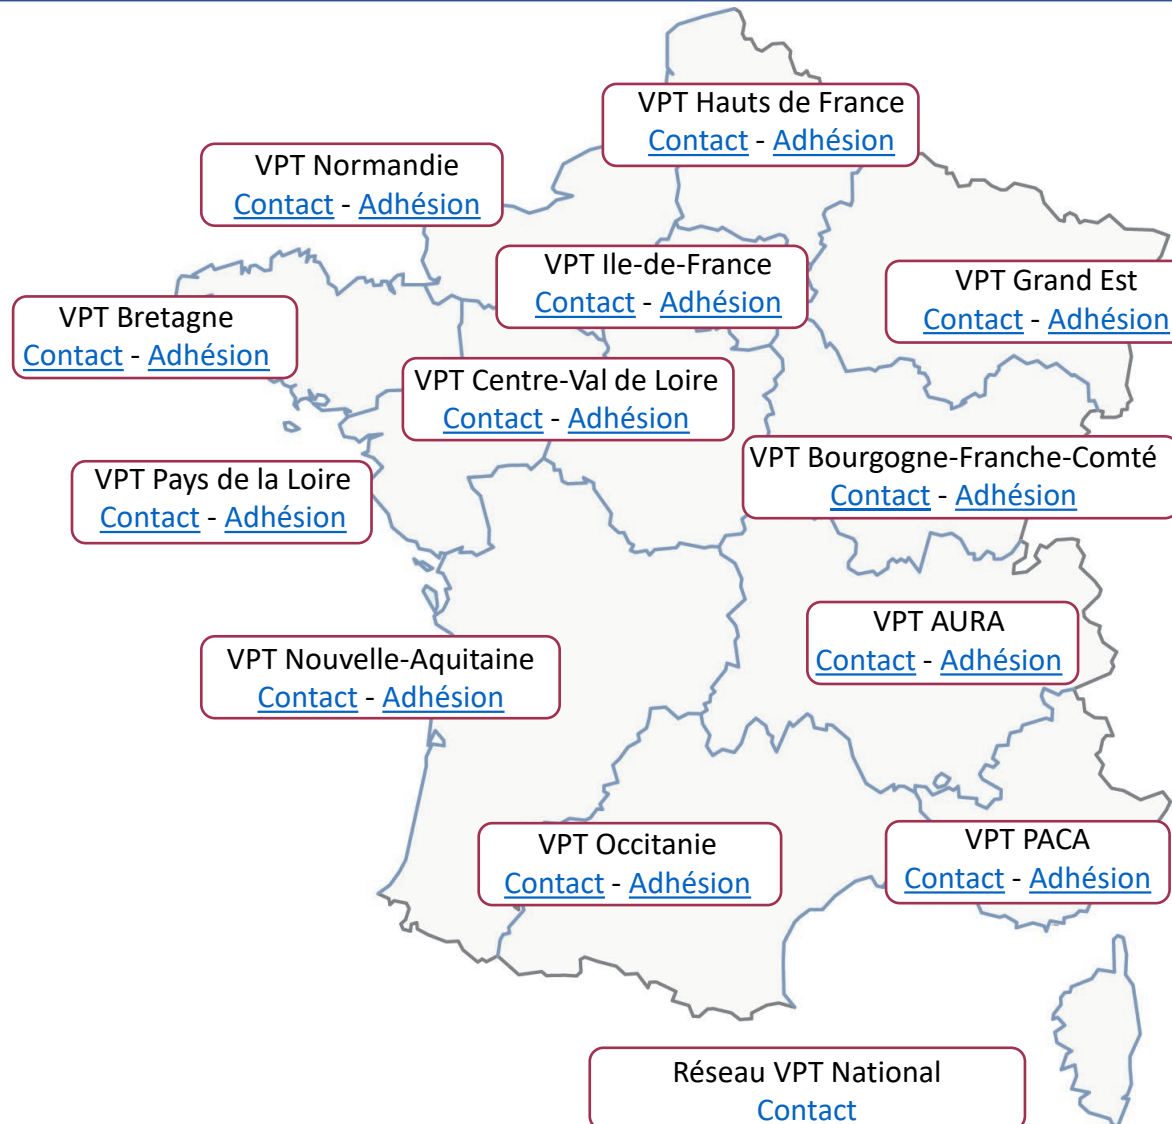 VPT Hauts de France
Contact - Adhésion
VPT Normandie
Contact - Adhésion
VPT Ile-de-France
Contact - Adhésion
VPT Grand Est
Contact - Adhésion
VPT Bretagne
Contact - Adhésion
VPT Centre-Val de Loire
Contact - Adhésion
VPT Bourgogne-Franche-Comté
Contact - Adhésion
VPT Pays de la Loire
Contact - Adhésion
VPT AURA
Contact - Adhésion
VPT Nouvelle-Aquitaine
Contact - Adhésion
VPT Occitanie
Contact - Adhésion
VPT PACA
Contact - Adhésion
Réseau VPT National
Contact